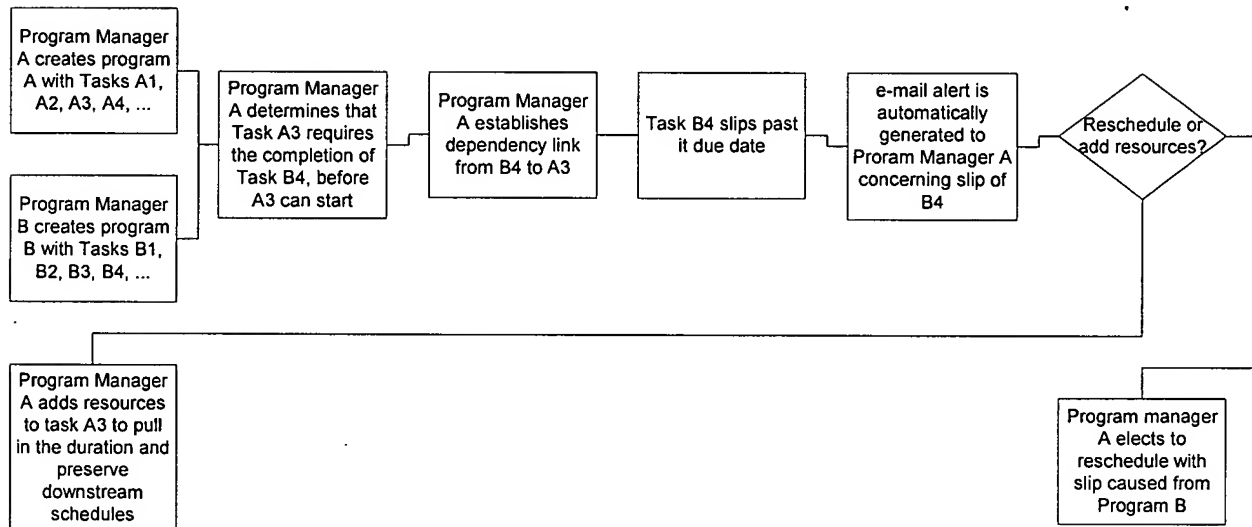 Program Manager
A creates program
A with Tasks A1,
A2, A3, A4, ...
Program Manager
B creates program
B with Tasks B1,
B2, B3, B4, ...
Program Manager
A determines that
Task A3 requires
the completion of
Task B4, before
A3 can start
Program Manager
A establishes
dependency link
from B4 to A3
Task B4 slips past
it due date
e-mail alert is
automatically
generated to
Proram Manager A
concerning slip of
B4
Reschedule or
add resources?
Program Manager
A adds resources
to task A3 to pull
in the duration and
preserve
downstream
schedules
Program manager
A elects to
reschedule with
slip caused from
Program B